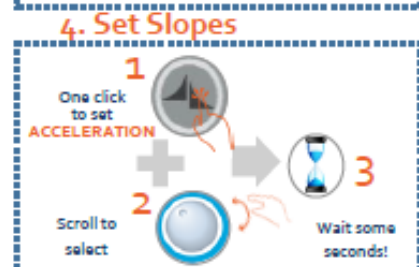 4. Set Slopes
1
One click
to set
ACCELERATION
2
Scroll to
select
3
Wait some
seconds!